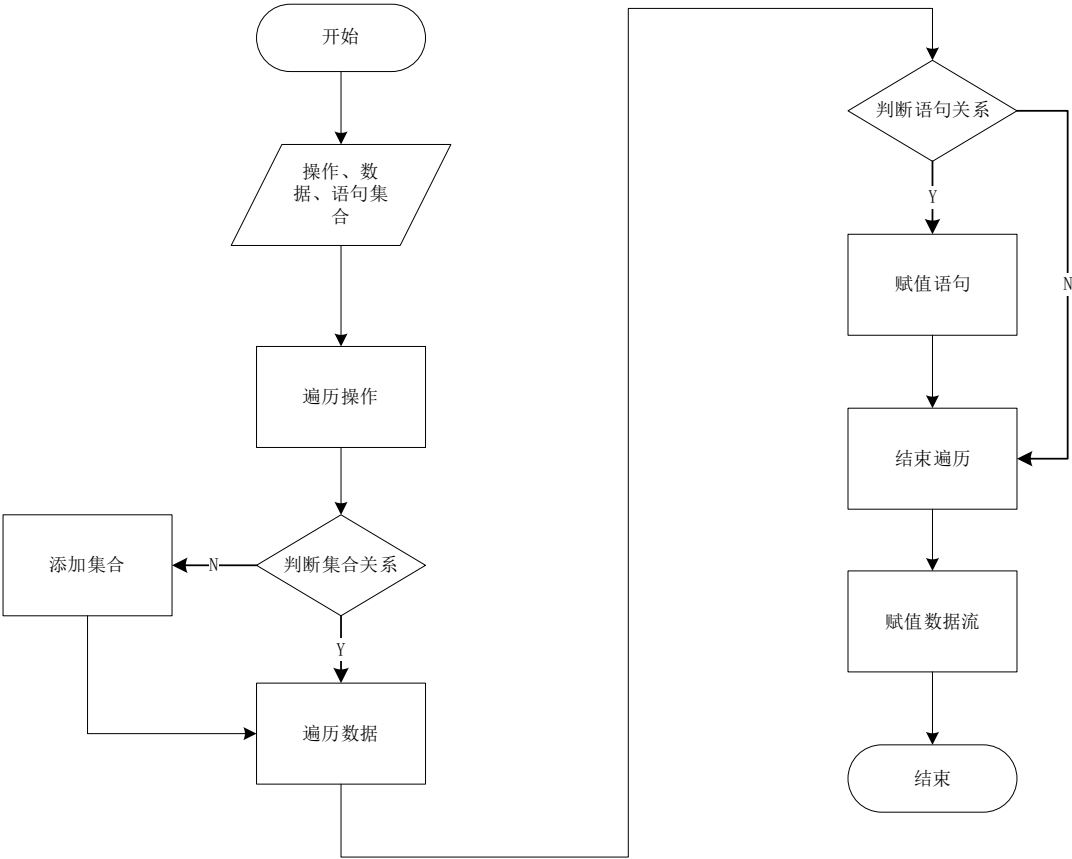 开始
操作、数
据、语句集
合
遍历操作
判断集合关系
N
添加集合
Y
遍历数据
判断语句关系
Y
N
赋值语句
结束遍历
赋值数据流
结束